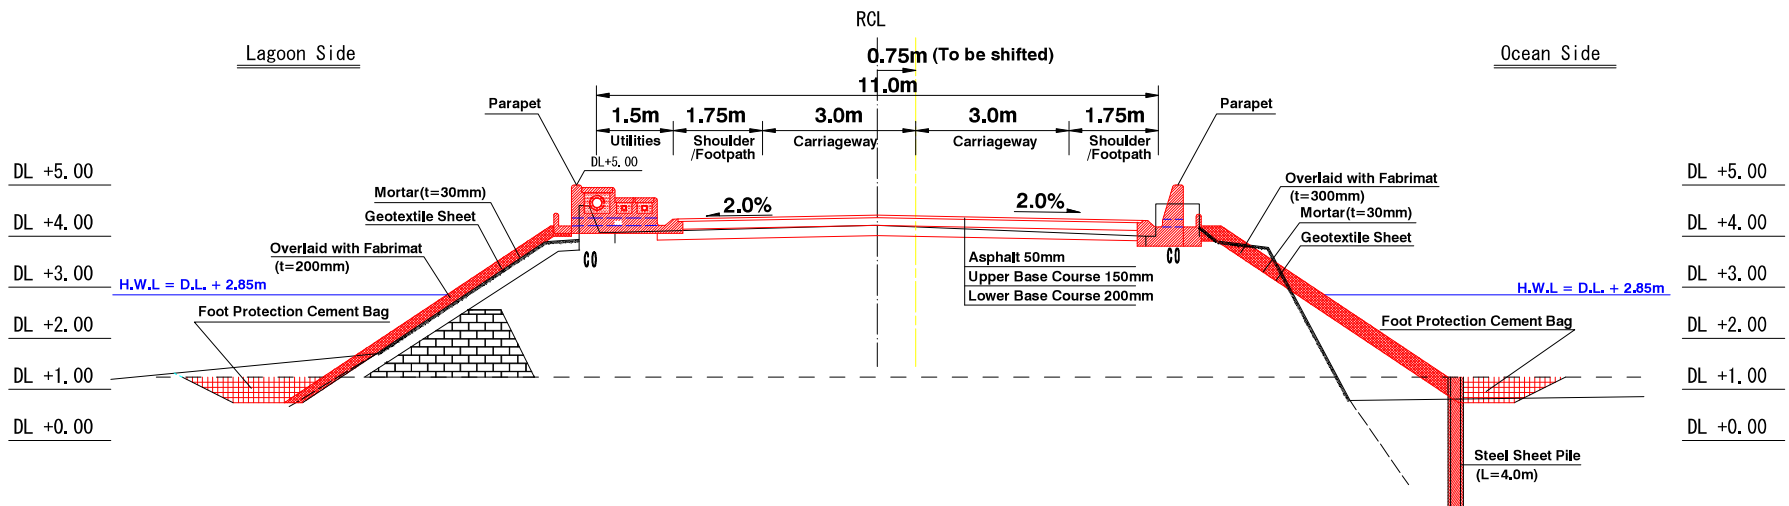 RCL
Lagoon Side
Ocean Side
0.75m (To be shifted)
11.0m
Parapet
Parapet
1.5m
1.75m
3.0m
3.0m
1.75m
Utilities
Shoulder
/Footpath
Carriageway
Carriageway
Shoulder
/Footpath
DL+5.00
DL +5.00
DL +4.00
DL +3.00
DL +2.00
DL +1.00
DL +0.00
Mortar(t=30mm)
Geotextile Sheet
Overlaid with Fabrimat
(t=200mm)
H.W.L = D.L. + 2.85m
Foot Protection Cement Bag
2.0%
2.0%
CO
CO
Asphalt 50mm
Upper Base Course 150mm
Lower Base Course 200mm
Overlaid with Fabrimat
(t=300mm)
Mortar(t=30mm)
Geotextile Sheet
H.W.L = D.L. + 2.85m
Foot Protection Cement Bag
Steel Sheet Pile
(L=4.0m)
DL +5.00
DL +4.00
DL +3.00
DL +2.00
DL +1.00
DL +0.00